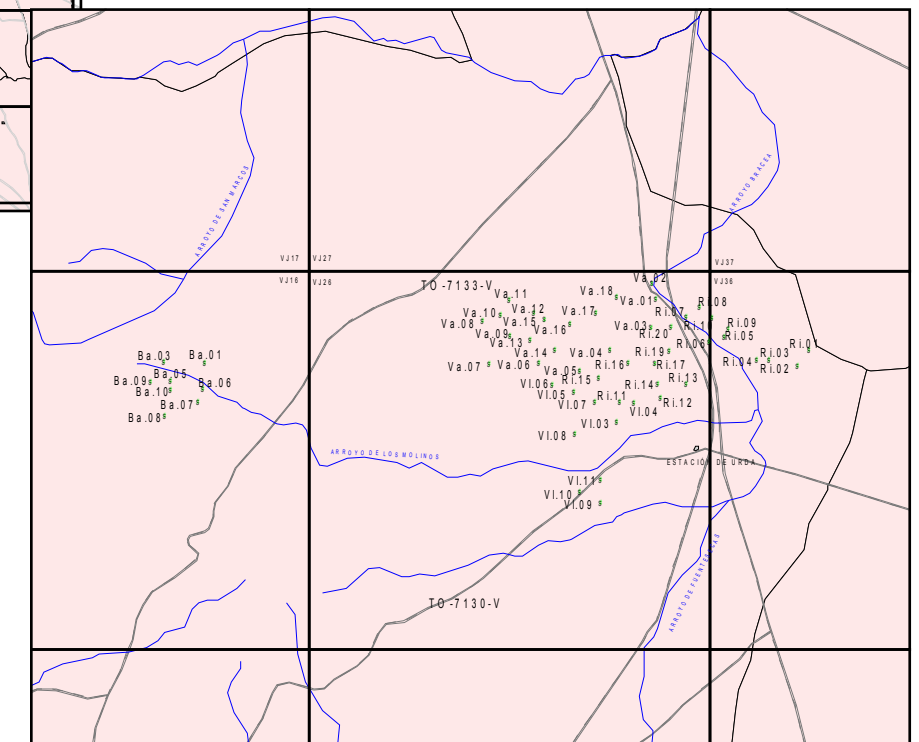 ARROYO DE SAN MARCOS
ARROYO BRACEA
VJ17
VJ27
VJ37
VJ16
VJ26
VJ36
TO-7133-V
Va.02
Va.11
Va.18
Va.01
Ri.08
Va.10
Va.12
Va.17
Ri.07
Va.08
Va.15
Va.16
Va.03
Ri.20
Ri.09
Va.09
Ri.05
Va.13
Ri.06
Ri.01
Va.14
Va.04
Ri.19
Ri.03
Ba.03
Ba.01
Ri.04
Va.07
Va.06
Va.05
Ri.16
Ri.17
Ri.02
Ba.05
Ba.09
Ba.06
Vl.06
Ri.15
Ri.14
Ri.13
Ba.10
Vl.05
Ri.11
Ba.07
Vl.07
Ri.12
Ba.08
Vl.04
Vl.03
Vl.08
ARROYO DE LOS MOLINOS
ESTACIÓN DE URDA
Vl.11
Vl.10
Vl.09
TO-7130-V